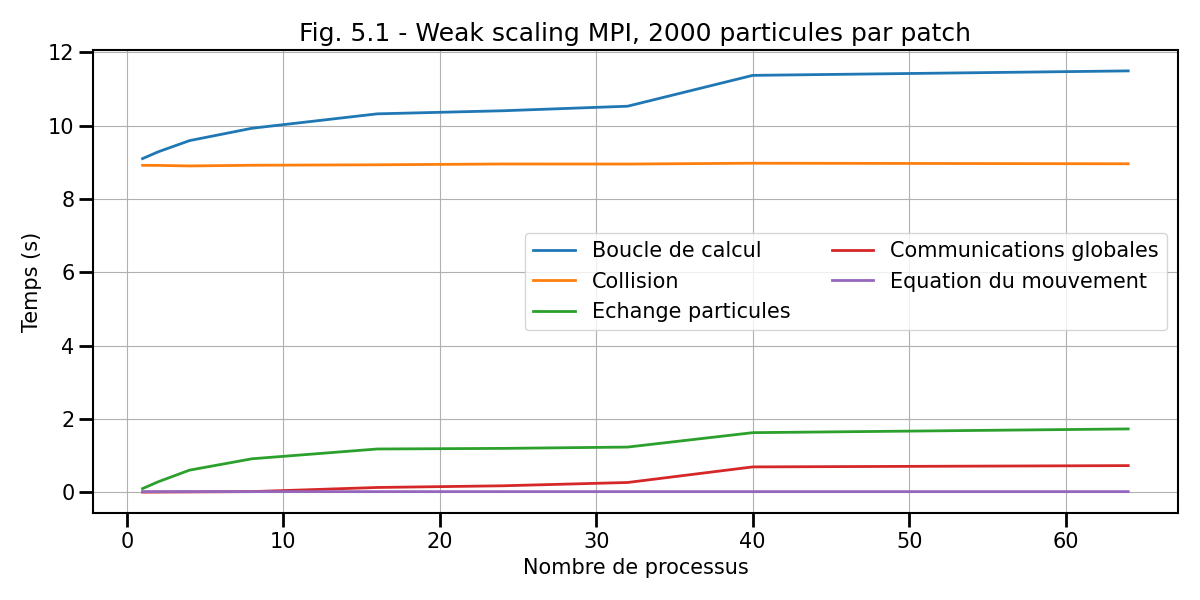 Fig. 5.1 - Weak scaling MPI, 2000 particules par patch
Temps (s)
12
10
8
6
4
2
0
Boucle de calcul
Collision
Echange particules
Communications globales
Equation du mouvement
0 10 20 30 40 50 60
Nombre de processus